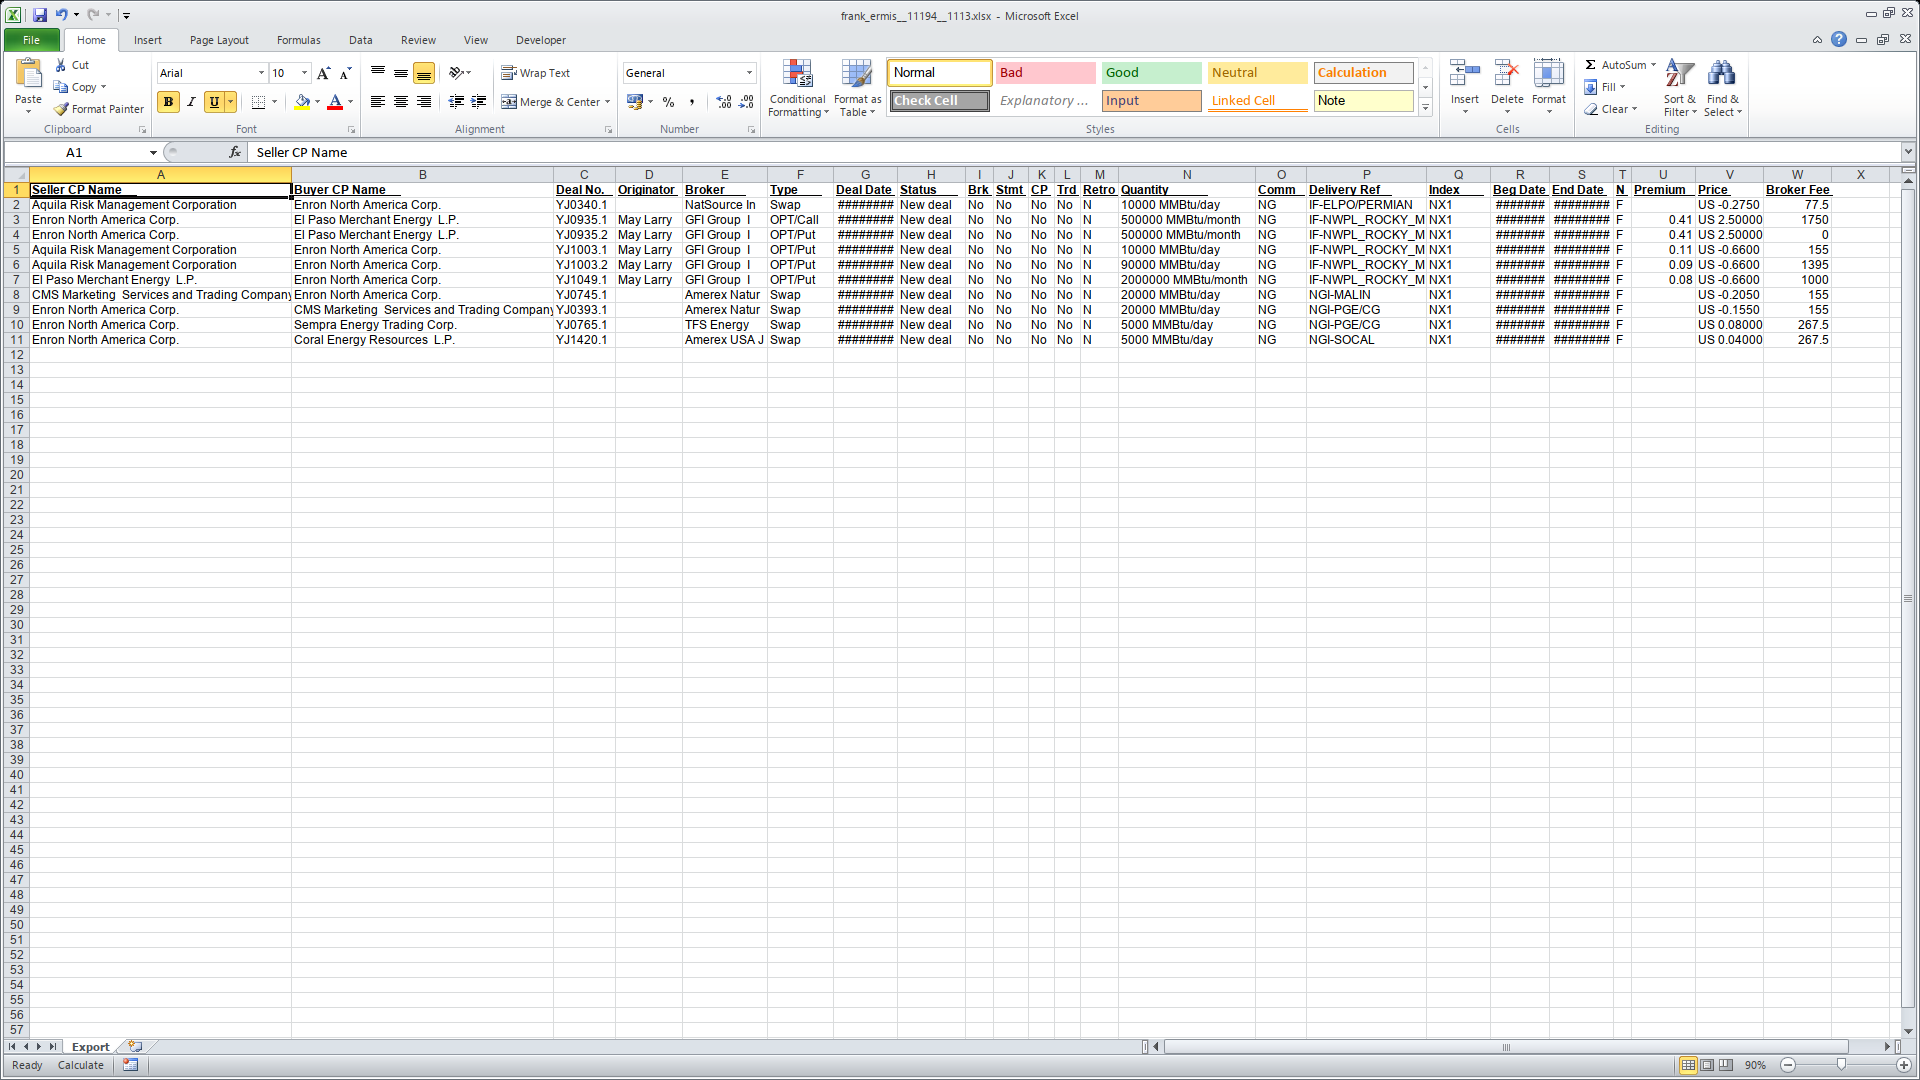 frank_ermis__11194__1113.xlsx - Microsoft Excel
File Home Insert Page Layout Formulas Data Review View Developer
Paste Cut Copy Format Painter Clipboard
Arial 10 A A B I U A Font
Wrap Text Merge & Center Alignment
General % , Number
Conditional Formatting Format as Table
Normal Bad Good Neutral Calculation
Check Cell Explanatory ... Input Linked Cell Note
Styles
Insert Delete Format Cells
Σ AutoSum Fill Clear Sort & Filter Find & Select Editing
A1 fx Seller CP Name
A B C D E F G H I J K L M N O P Q R S T U V W X
1 Seller CP Name Buyer CP Name Deal No. Originator Broker Type Deal Date Status Brk Stmt CP Trd Retro Quantity Comm Delivery Ref Index Beg Date End Date N Premium Price Broker Fee
2 Aquila Risk Management Corporation Enron North America Corp. YJ0340.1 NatSource In Swap ######## New deal No No No No N 10000 MMBtu/day NG IF-ELPO/PERMIAN NX1 ####### ######## F US -0.2750 77.5
3 Enron North America Corp. El Paso Merchant Energy L.P. YJ0935.1 May Larry GFI Group I OPT/Call ######## New deal No No No No N 500000 MMBtu/month NG IF-NWPL_ROCKY_M NX1 ####### ######## F 0.41 US 2.50000 1750
4 Enron North America Corp. El Paso Merchant Energy L.P. YJ0935.2 May Larry GFI Group I OPT/Put ######## New deal No No No No N 500000 MMBtu/month NG IF-NWPL_ROCKY_M NX1 ####### ######## F 0.41 US 2.50000 0
5 Aquila Risk Management Corporation Enron North America Corp. YJ1003.1 May Larry GFI Group I OPT/Put ######## New deal No No No No N 10000 MMBtu/day NG IF-NWPL_ROCKY_M NX1 ####### ######## F 0.11 US -0.6600 155
6 Aquila Risk Management Corporation Enron North America Corp. YJ1003.2 May Larry GFI Group I OPT/Put ######## New deal No No No No N 90000 MMBtu/day NG IF-NWPL_ROCKY_M NX1 ####### ######## F 0.09 US -0.6600 1395
7 El Paso Merchant Energy L.P. Enron North America Corp. YJ1049.1 May Larry GFI Group I OPT/Put ######## New deal No No No No N 2000000 MMBtu/month NG IF-NWPL_ROCKY_M NX1 ####### ######## F 0.08 US -0.6600 1000
8 CMS Marketing Services and Trading Company Enron North America Corp. YJ0745.1 Amerex Natur Swap ######## New deal No No No No N 20000 MMBtu/day NG NGI-MALIN NX1 ####### ######## F US -0.2050 155
9 Enron North America Corp. CMS Marketing Services and Trading Company YJ0393.1 Amerex Natur Swap ######## New deal No No No No N 20000 MMBtu/day NG NGI-PGE/CG NX1 ####### ######## F US -0.1550 155
10 Enron North America Corp. Sempra Energy Trading Corp. YJ0765.1 TFS Energy Swap ######## New deal No No No No N 5000 MMBtu/day NG NGI-PGE/CG NX1 ####### ######## F US 0.08000 267.5
11 Enron North America Corp. Coral Energy Resources L.P. YJ1420.1 Amerex USA J Swap ######## New deal No No No No N 5000 MMBtu/day NG NGI-SOCAL NX1 ####### ######## F US 0.04000 267.5
12
13
14
15
16
17
18
19
20
21
22
23
24
25
26
27
28
29
30
31
32
33
34
35
36
37
38
39
40
41
42
43
44
45
46
47
48
49
50
51
52
53
54
55
56
57
Export
Ready Calculate 90%